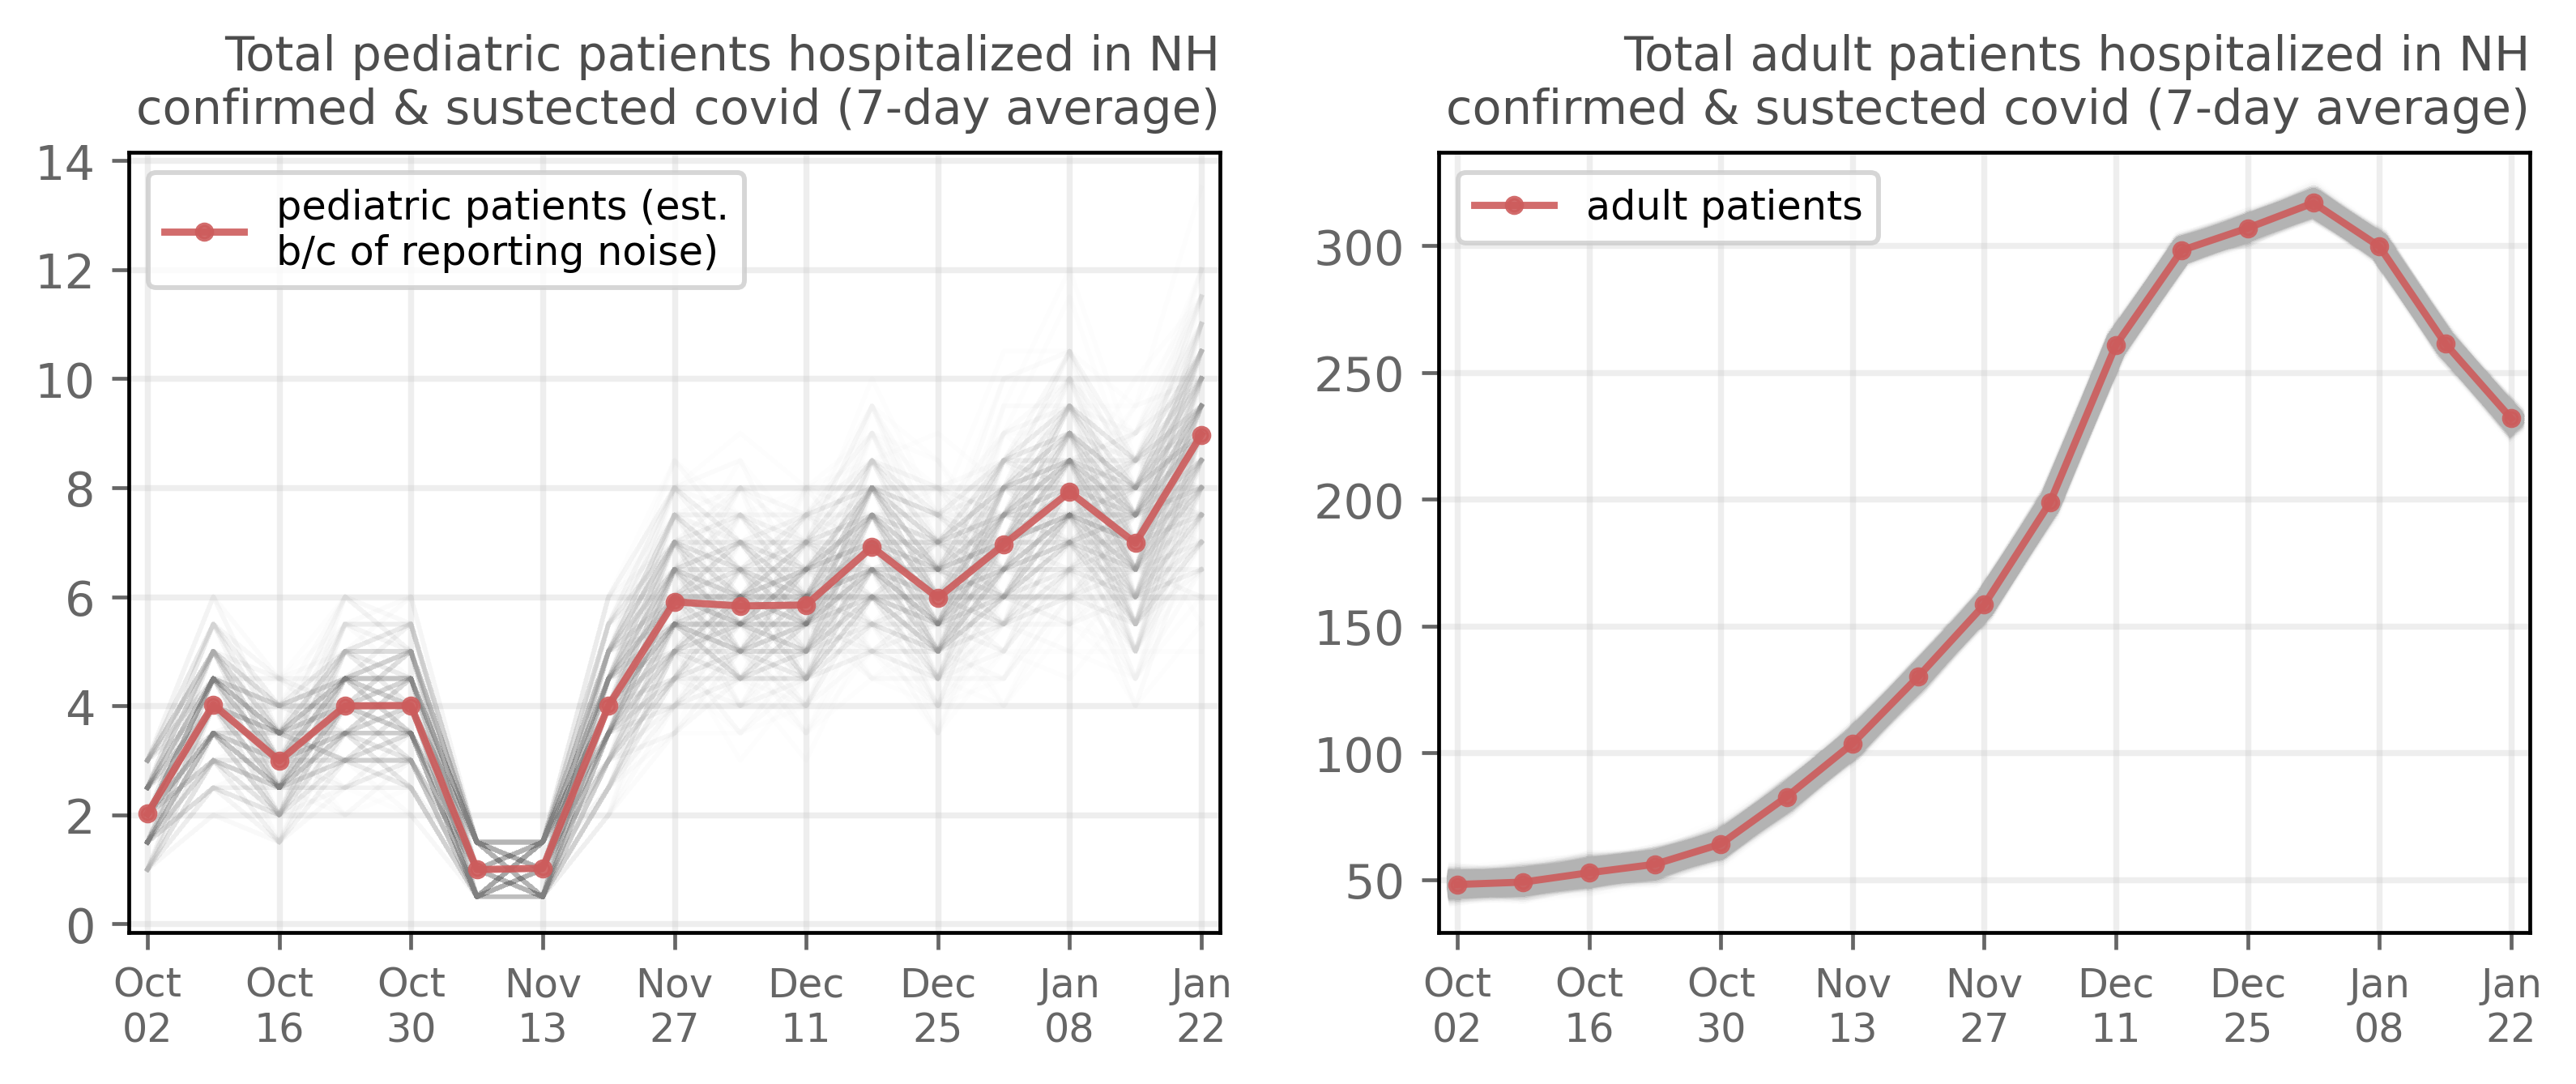 Total pediatric patients hospitalized in NH
confirmed & sustected covid (7-day average)
14
12
10
8
6
4
2
0
pediatric patients (est.
b/c of reporting noise)
Oct Oct Oct Nov Nov Dec Dec Jan Jan
02 16 30 13 27 11 25 08 22
Total adult patients hospitalized in NH
confirmed & sustected covid (7-day average)
300
250
200
150
100
50
adult patients
Oct Oct Oct Nov Nov Dec Dec Jan Jan
02 16 30 13 27 11 25 08 22